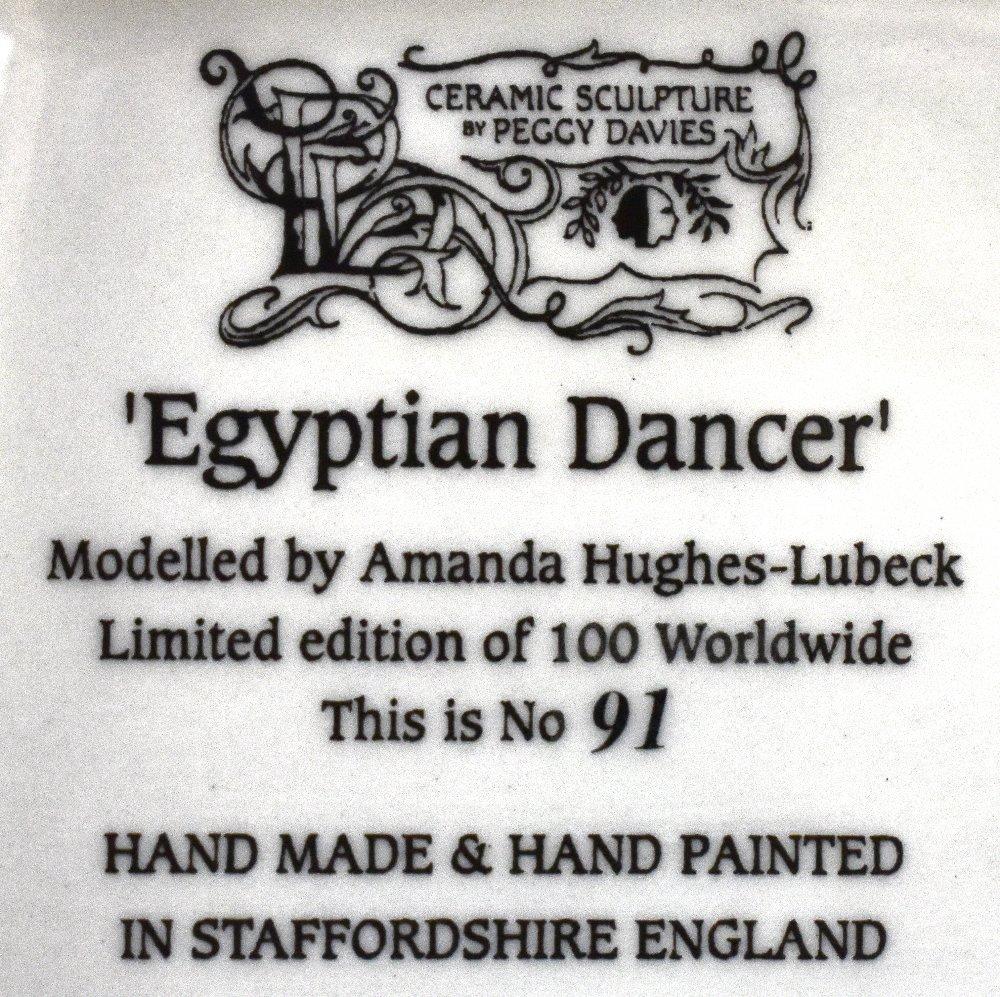 CERAMIC SCULPTURE
BY PEGGY DAVIES
'Egyptian Dancer'
Modelled by Amanda Hughes-Lubeck
Limited edition of 100 Worldwide
This is No 91
HAND MADE & HAND PAINTED
IN STAFFORDSHIRE ENGLAND